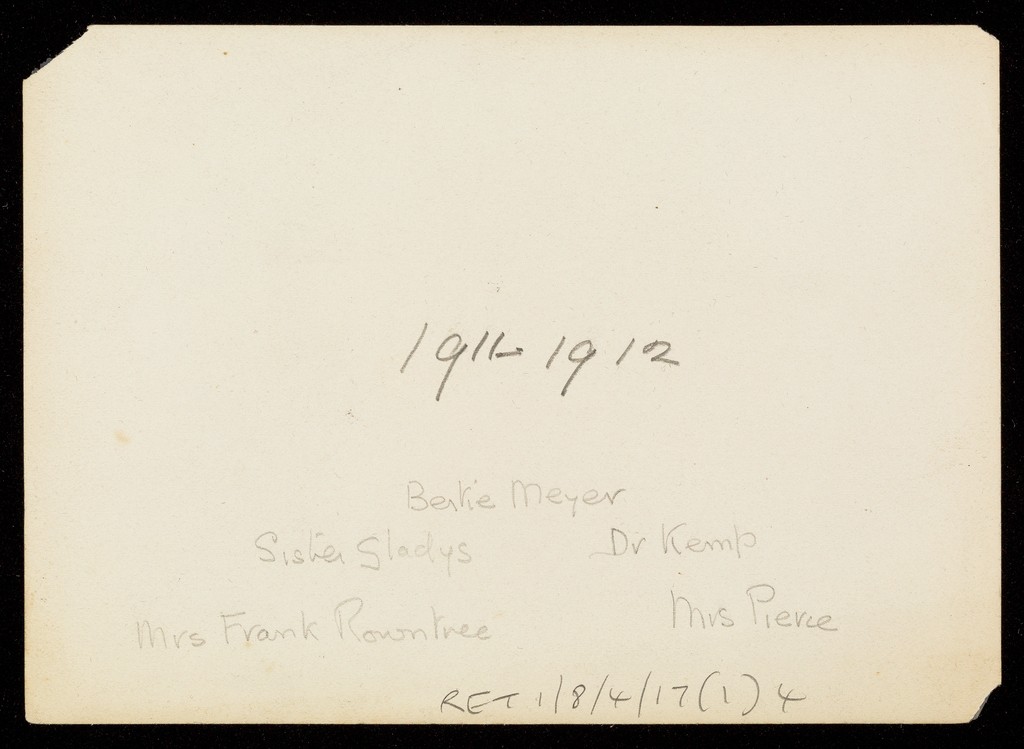 1911-1912
Bertie Meyer
Sister Gladys Dr Kemp
Mrs Frank Rowntree Mrs Pierce
RET 1/8/4/17(1) 4